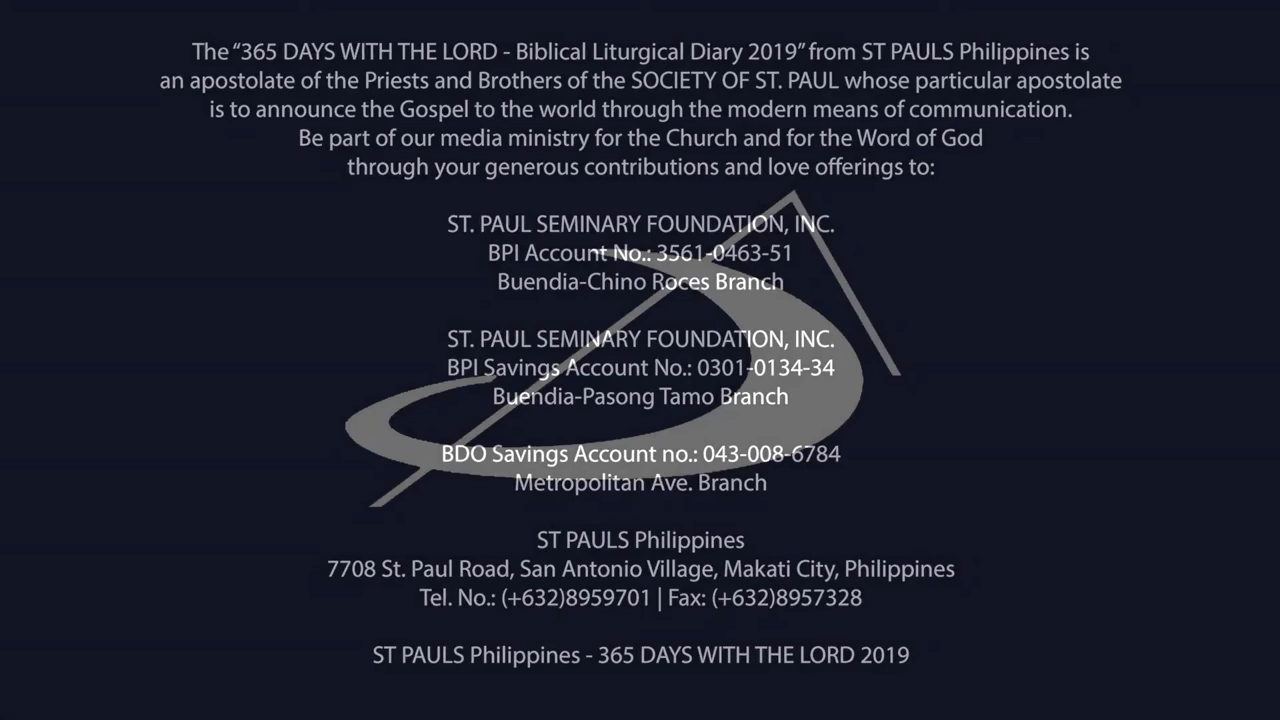 The “365 DAYS WITH THE LORD - Biblical Liturgical Diary 2019” from ST PAULS Philippines is
an apostolate of the Priests and Brothers of the SOCIETY OF ST. PAUL whose particular apostolate
is to announce the Gospel to the world through the modern means of communication.
Be part of our media ministry for the Church and for the Word of God
through your generous contributions and love offerings to:
ST. PAUL SEMINARY FOUNDATION, INC.
BPI Account No.: 3561-0463-51
Buendia-Chino Roces Branch
ST. PAUL SEMINARY FOUNDATION, INC.
BPI Savings Account No.: 0301-0134-34
Buendia-Pasong Tamo Branch
BDO Savings Account no.: 043-008-6784
Metropolitan Ave. Branch
ST PAULS Philippines
7708 St. Paul Road, San Antonio Village, Makati City, Philippines
Tel. No.: (+632)8959701 | Fax: (+632)8957328
ST PAULS Philippines - 365 DAYS WITH THE LORD 2019